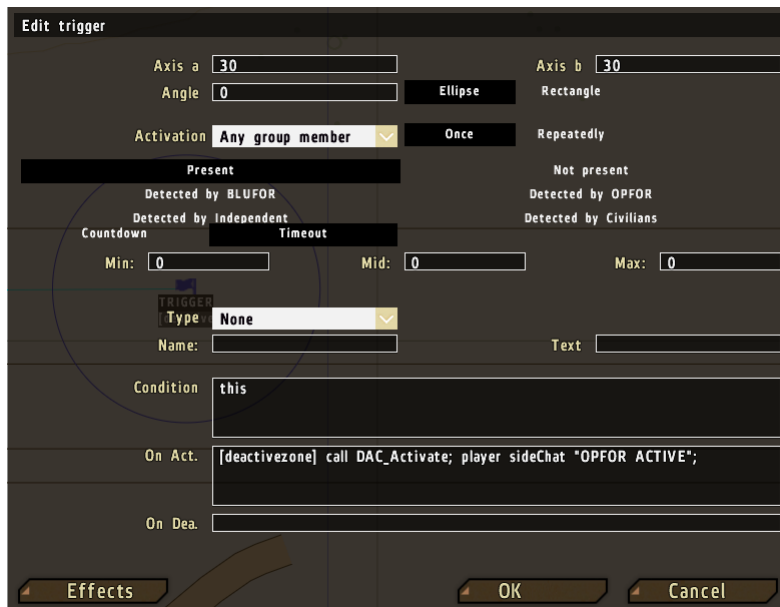 Edit trigger
Axis a 30 Axis b 30
Angle 0 Ellipse Rectangle
Activation Any group member Once Repeatedly
Present Not present
Detected by BLUFOR Detected by OPFOR
Detected by Independent Detected by Civilians
Countdown Timeout
Min: 0 Mid: 0 Max: 0
TRIGGER
Type None
Name: Text
Condition this
On Act. [deactivezone] call DAC_Activate; player sideChat "OPFOR ACTIVE";
On Dea.
Effects OK Cancel